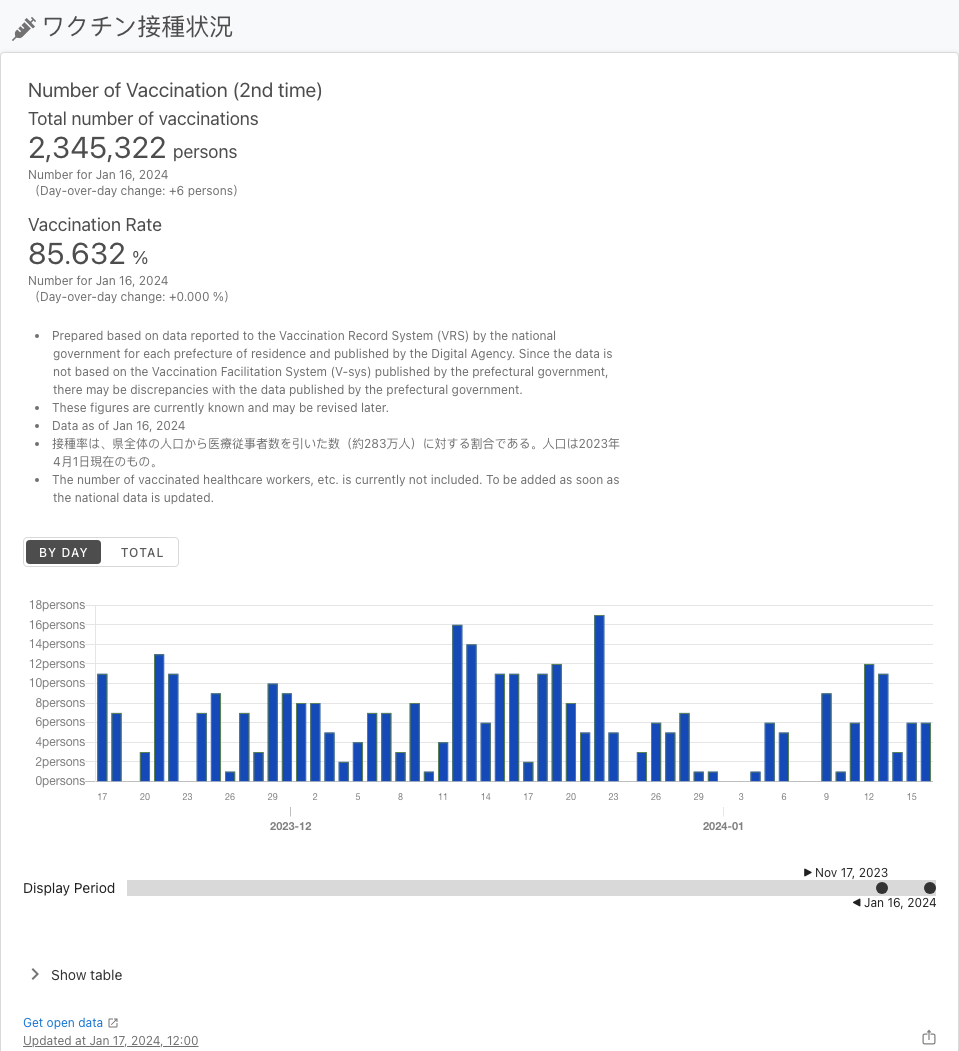 ワクチン接種状況
Number of Vaccination (2nd time)
Total number of vaccinations
2,345,322 persons
Number for Jan 16, 2024
(Day-over-day change: +6 persons)
Vaccination Rate
85.632 %
Number for Jan 16, 2024
(Day-over-day change: +0.000 %)
• Prepared based on data reported to the Vaccination Record System (VRS) by the national
government for each prefecture of residence and published by the Digital Agency. Since the data is
not based on the Vaccination Facilitation System (V-sys) published by the prefectural government,
there may be discrepancies with the data published by the prefectural government.
• These figures are currently known and may be revised later.
• Data as of Jan 16, 2024
• 接種率は、県全体の人口から医療従事者数を引いた数（約283万人）に対する割合である。人口は2023年
4月1日現在のもの。
• The number of vaccinated healthcare workers, etc. is currently not included. To be added as soon as
the national data is updated.
BY DAY TOTAL
18persons
16persons
14persons
12persons
10persons
8persons
6persons
4persons
2persons
0persons
17 20 23 26 29 2 5 8 11 14 17 20 23 26 29 3 6 9 12 15
2023-12 2024-01
▶ Nov 17, 2023
Display Period
◀ Jan 16, 2024
Show table
Get open data
Updated at Jan 17, 2024, 12:00